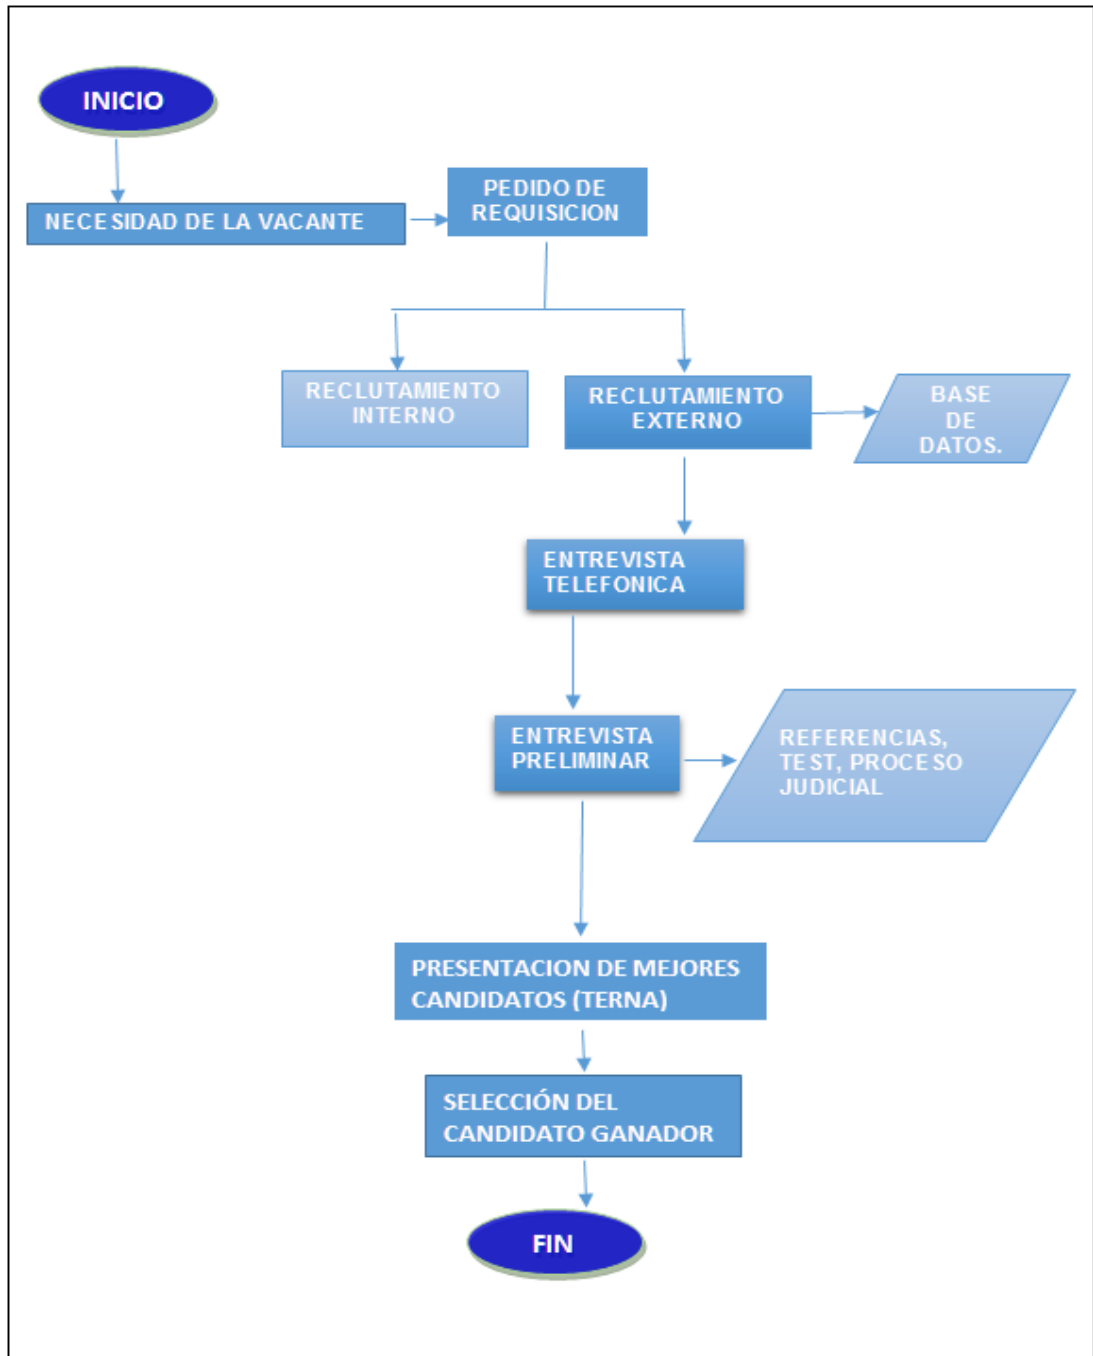 INICIO
NECESIDAD DE LA VACANTE
PEDIDO DE
REQUISICION
RECLUTAMIENTO
INTERNO
RECLUTAMIENTO
EXTERNO
BASE
DE
DATOS.
ENTREVISTA
TELEFONICA
ENTREVISTA
PRELIMINAR
REFERENCIAS,
TEST, PROCESO
JUDICIAL
PRESENTACION DE MEJORES
CANDIDATOS (TERNA)
SELECCIÓN DEL
CANDIDATO GANADOR
FIN